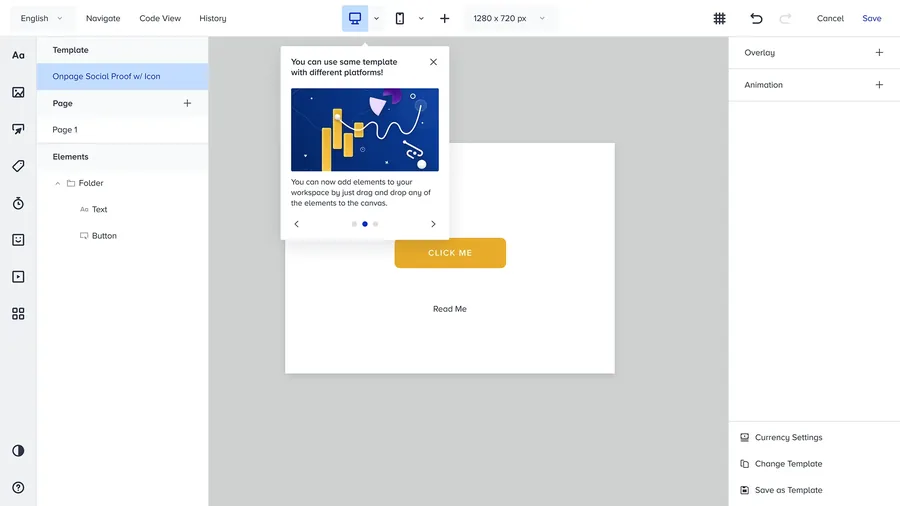 English
Navigate
Code View
History
1280 x 720 px
Cancel
Save
Aa
Template
Onpage Social Proof w/ Icon
Page
Page 1
Elements
Folder
Aa Text
Button
You can use same template
with different platforms!
You can now add elements to your
workspace by just drag and drop any of
the elements to the canvas.
CLICK ME
Read Me
Overlay
Animation
Currency Settings
Change Template
Save as Template